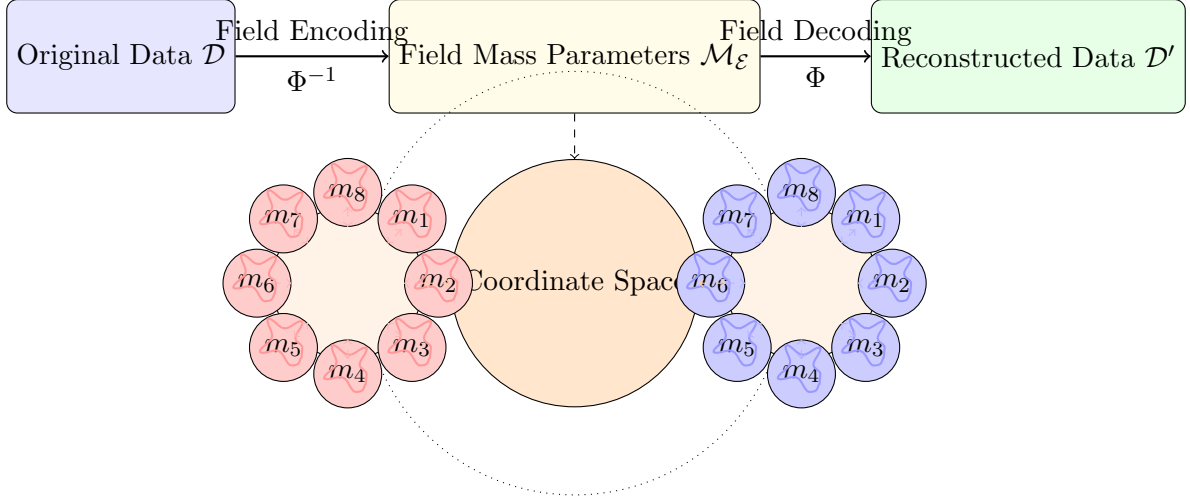 Field Encoding
Field Decoding
Original Data 𝒟
Field Mass Parameters ℳ_ℰ
Reconstructed Data 𝒟′
Φ⁻¹
Φ
m₈
m₇
m₁
m₆
m₂
m₅
m₃
m₄
Coordinate Space
m₈
m₇
m₁
m₆
m₂
m₅
m₃
m₄